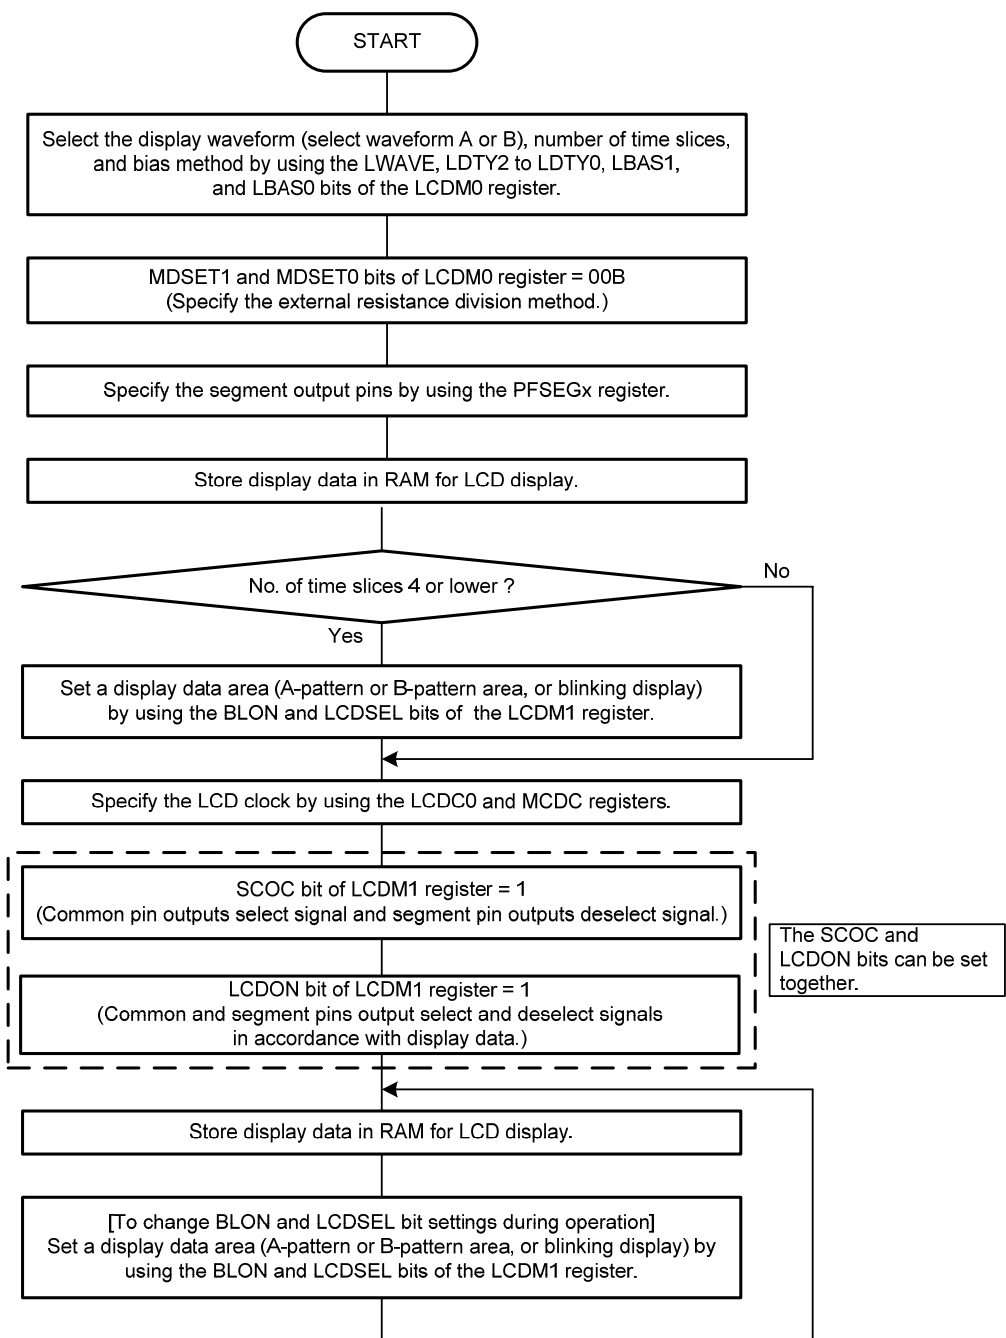 START
Select the display waveform (select waveform A or B), number of time slices,
and bias method by using the LWAVE, LDTY2 to LDTY0, LBAS1,
and LBAS0 bits of the LCDM0 register.
MDSET1 and MDSET0 bits of LCDM0 register = 00B
(Specify the external resistance division method.)
Specify the segment output pins by using the PFSEGx register.
Store display data in RAM for LCD display.
No. of time slices 4 or lower ?
No
Yes
Set a display data area (A-pattern or B-pattern area, or blinking display)
by using the BLON and LCDSEL bits of the LCDM1 register.
Specify the LCD clock by using the LCDC0 and MCDC registers.
SCOC bit of LCDM1 register = 1
(Common pin outputs select signal and segment pin outputs deselect signal.)
The SCOC and
LCDON bits can be set
together.
LCDON bit of LCDM1 register = 1
(Common and segment pins output select and deselect signals
in accordance with display data.)
Store display data in RAM for LCD display.
[To change BLON and LCDSEL bit settings during operation]
Set a display data area (A-pattern or B-pattern area, or blinking display) by
using the BLON and LCDSEL bits of the LCDM1 register.